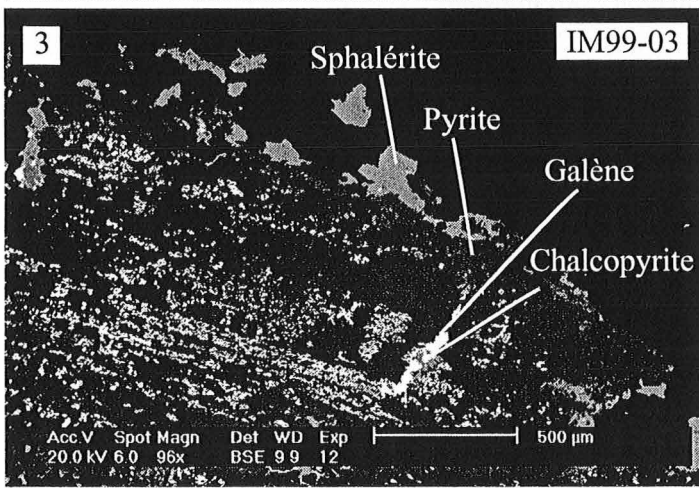 3
IM99-03
Sphalérite
Pyrite
Galène
Chalcopyrite
Acc.V Spot Magn Det WD Exp
20.0 kV 6.0 96x BSE 9 9 12
500 µm